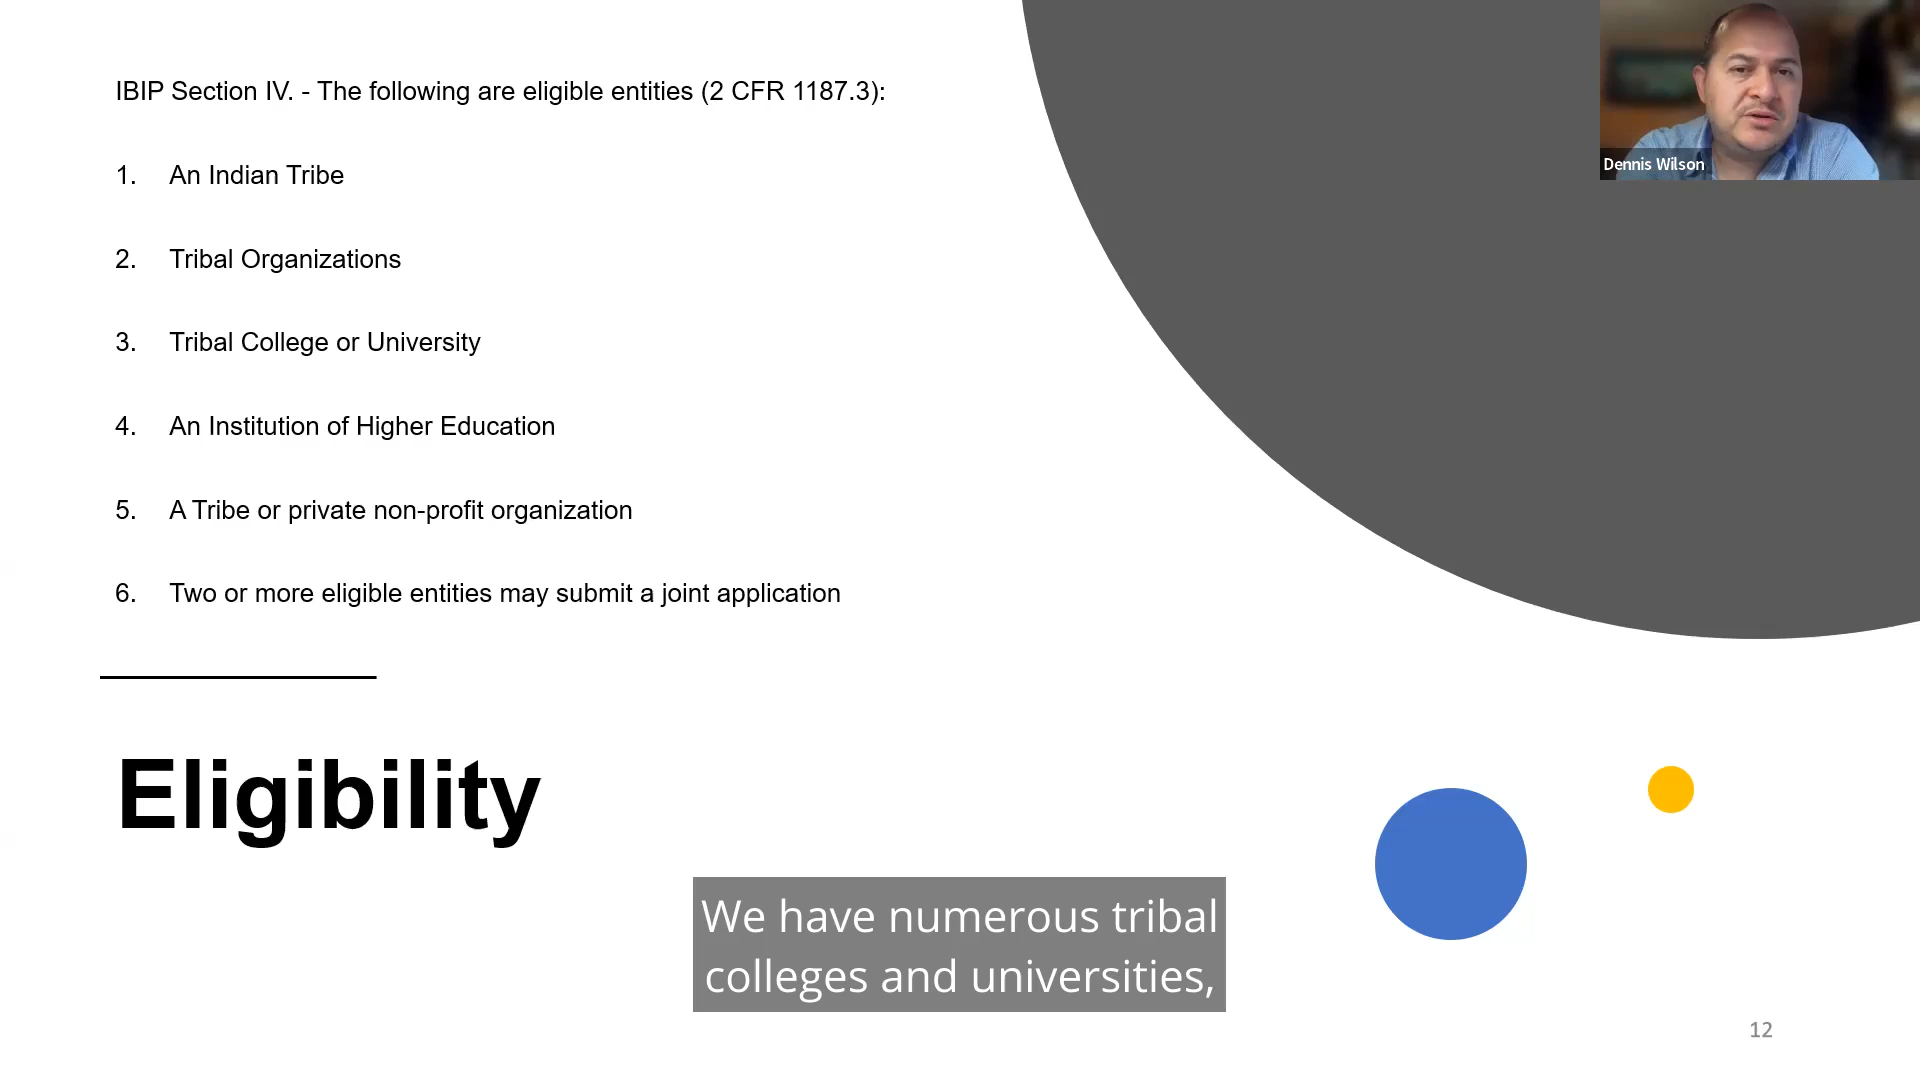 IBIP Section IV. - The following are eligible entities (2 CFR 1187.3):
1. An Indian Tribe
2. Tribal Organizations
3. Tribal College or University
4. An Institution of Higher Education
5. A Tribe or private non-profit organization
6. Two or more eligible entities may submit a joint application
Eligibility
Dennis Wilson
We have numerous tribal
colleges and universities,
12